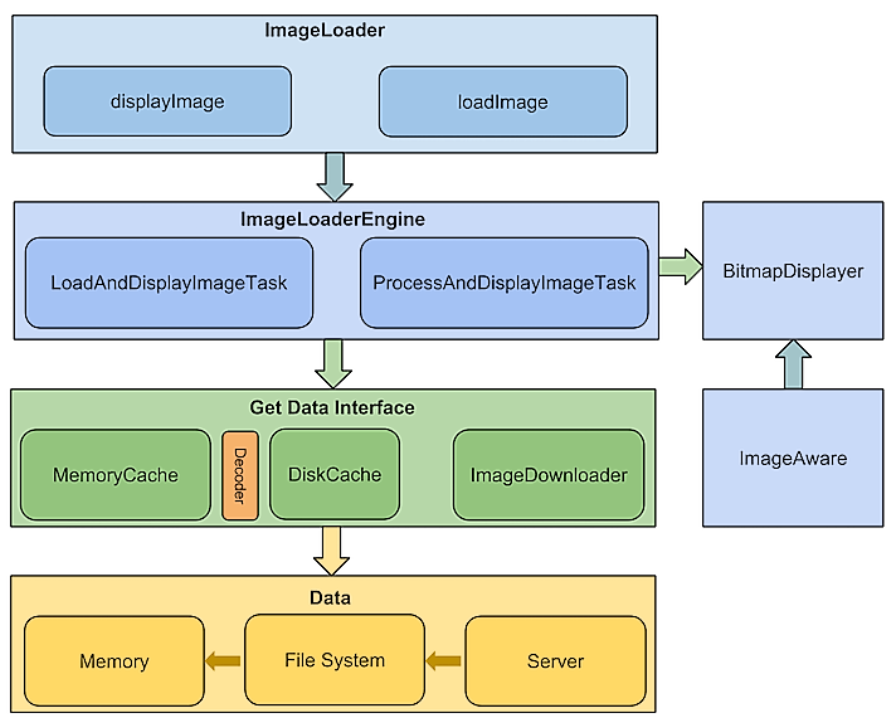 ImageLoader
displayImage
loadImage
ImageLoaderEngine
LoadAndDisplayImageTask
ProcessAndDisplayImageTask
BitmapDisplayer
Get Data Interface
MemoryCache
Decoder
DiskCache
ImageDownloader
ImageAware
Data
Memory
File System
Server